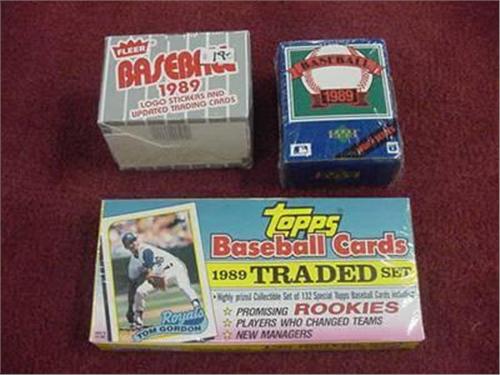 FLEER
BASEBALL
1989
LOGO STICKERS AND
UPDATED TRADING CARDS
BASEBALL
1989
Topps
Baseball Cards
1989 TRADED SET
• Highly prized Collectible Set of 132 Special Topps Baseball Cards including
★ PROMISING ROOKIES
★ PLAYERS WHO CHANGED TEAMS
★ NEW MANAGERS
Royals
TOM GORDON